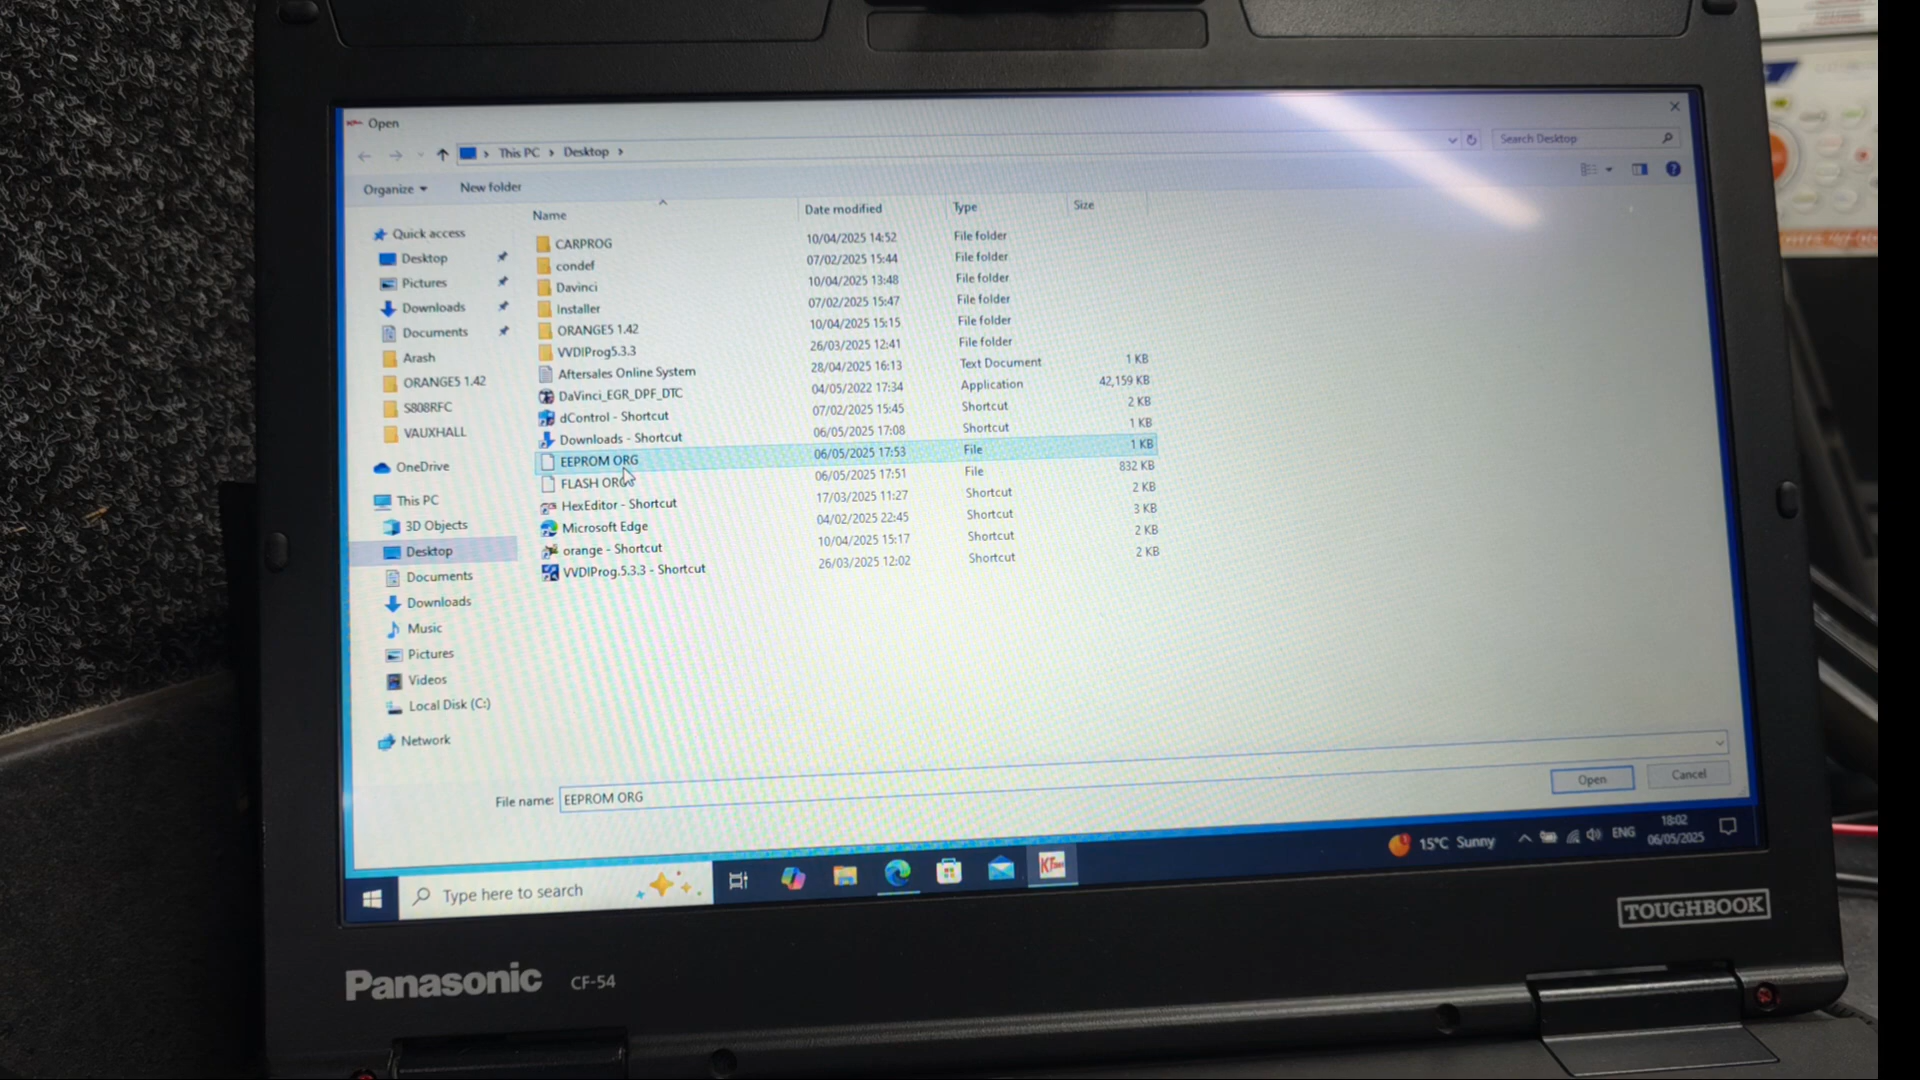 Open
This PC > Desktop >
Search Desktop
Organize
New folder
Name
Date modified
Type
Size
Quick access
Desktop
Pictures
Downloads
Documents
Arash
ORANGE5 1.42
S808RFC
VAUXHALL
OneDrive
This PC
3D Objects
Desktop
Documents
Downloads
Music
Pictures
Videos
Local Disk (C:)
Network
CARPROG 10/04/2025 14:52 File folder
condef 07/02/2025 15:44 File folder
Davinci 10/04/2025 13:48 File folder
Installer 07/02/2025 15:47 File folder
ORANGE5 1.42 10/04/2025 15:15 File folder
VVDIProg5.3.3 26/03/2025 12:41 File folder
Aftersales Online System 28/04/2025 16:13 Text Document 1 KB
DaVinci_EGR_DPF_DTC 04/05/2022 17:34 Application 42,159 KB
dControl - Shortcut 07/02/2025 15:45 Shortcut 2 KB
Downloads - Shortcut 06/05/2025 17:08 Shortcut 1 KB
EEPROM ORG 06/05/2025 17:53 File 1 KB
FLASH ORG 06/05/2025 17:51 File 832 KB
HexEditor - Shortcut 17/03/2025 11:27 Shortcut 2 KB
Microsoft Edge 04/02/2025 22:45 Shortcut 3 KB
orange - Shortcut 10/04/2025 15:17 Shortcut 2 KB
VVDIProg.5.3.3 - Shortcut 26/03/2025 12:02 Shortcut 2 KB
File name: EEPROM ORG
Open
Cancel
Type here to search
15°C Sunny
ENG
18:02
06/05/2025
TOUGHBOOK
Panasonic CF-54